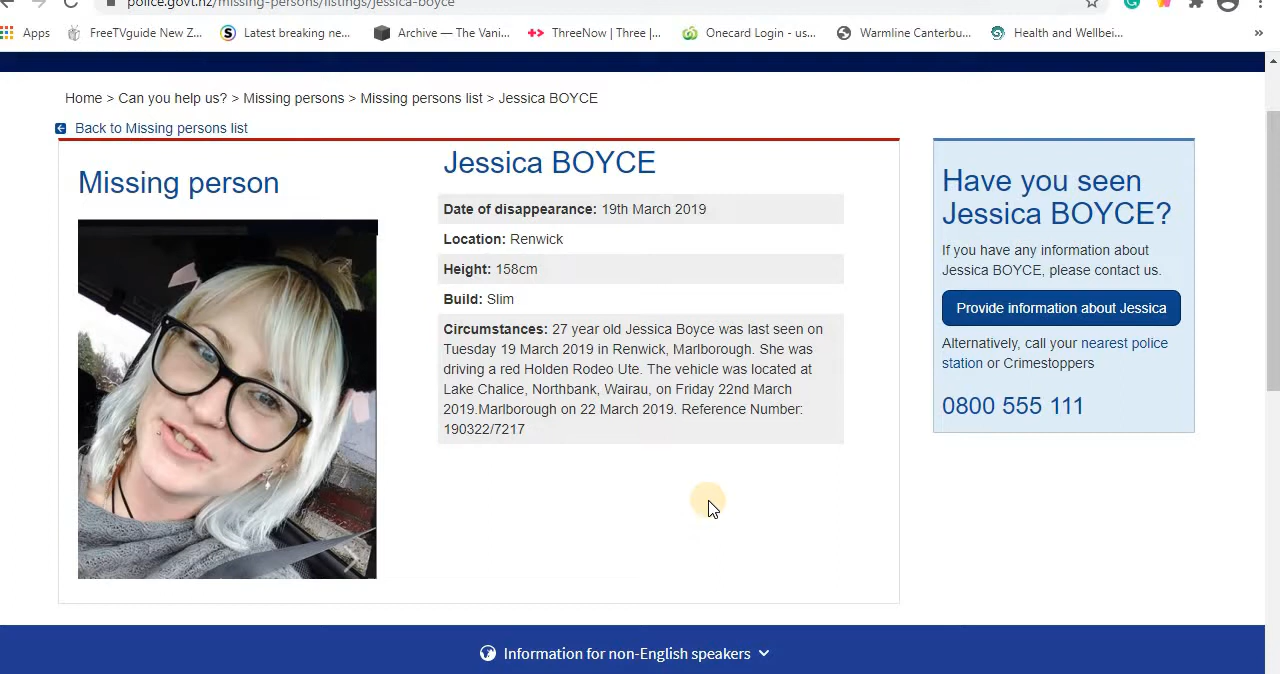 police.govt.nz/missing-persons/listings/jessica-boyce
Apps FreeTVguide New Z... Latest breaking ne... Archive — The Vani... ThreeNow | Three |... Onecard Login - us... Warmline Canterbu... Health and Wellbei... »
Home > Can you help us? > Missing persons > Missing persons list > Jessica BOYCE
Back to Missing persons list
Missing person
Jessica BOYCE
Date of disappearance: 19th March 2019
Location: Renwick
Height: 158cm
Build: Slim
Circumstances: 27 year old Jessica Boyce was last seen on
Tuesday 19 March 2019 in Renwick, Marlborough. She was
driving a red Holden Rodeo Ute. The vehicle was located at
Lake Chalice, Northbank, Wairau, on Friday 22nd March
2019.Marlborough on 22 March 2019. Reference Number:
190322/7217
Have you seen
Jessica BOYCE?
If you have any information about
Jessica BOYCE, please contact us.
Provide information about Jessica
Alternatively, call your nearest police
station or Crimestoppers
0800 555 111
Information for non-English speakers